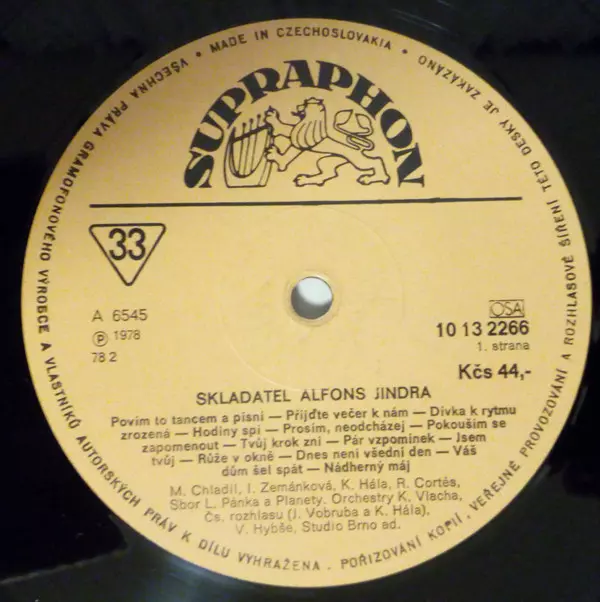 VŠECHNA PRÁVA GRAMOFONOVÉHO VÝROBCE A VLASTNÍKŮ AUTORSKÝCH PRÁV K DÍLU VYHRAŽENA. POŘIZOVÁNÍ KOPIÍ, VEŘEJNÉ PROVOZOVÁNÍ A ROZHLASOVÉ ŠÍŘENÍ TÉTO DESKY JE ZAKÁZÁNO • MADE IN CZECHOSLOVAKIA •
SUPRAPHON
33
A 6545
Ⓟ 1978
78 2
OSA
10 13 2266
1. strana
Kčs 44,-
SKLADATEL ALFONS JINDRA
Povím to tancem a písní — Přijďte večer k nám — Dívka k rytmu
zrozená — Hodiny spí — Prosím, neodcházej — Pokouším se
zapomenout — Tvůj krok zní — Pár vzpomínek — Jsem
tvůj — Růže v okně — Dnes není všední den — Váš
dům šel spát — Nádherný máj
M. Chladil, I. Zemánková, K. Hála, R. Cortés,
Sbor L. Pánka a Planety. Orchestry K. Vlacha,
Čs. rozhlasu (J. Vobruba a K. Hála),
V. Hybše, Studio Brno ad.